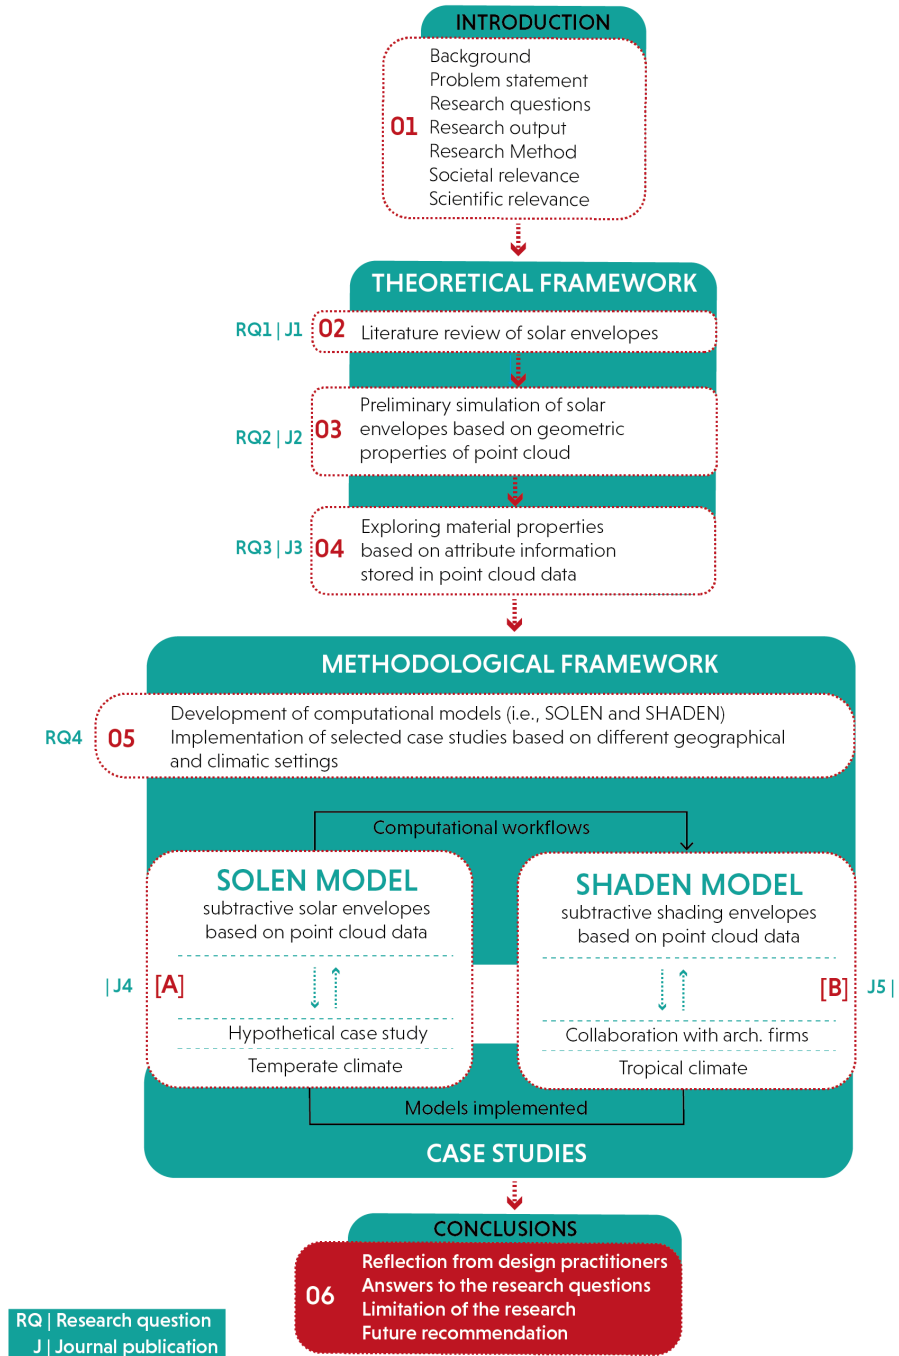 INTRODUCTION
Background
Problem statement
Research questions
01
Research output
Research Method
Societal relevance
Scientific relevance
THEORETICAL FRAMEWORK
RQ1 | J1
02
Literature review of solar envelopes
RQ2 | J2
03
Preliminary simulation of solar
envelopes based on geometric
properties of point cloud
RQ3 | J3
04
Exploring material properties
based on attribute information
stored in point cloud data
METHODOLOGICAL FRAMEWORK
RQ4
05
Development of computational models (i.e., SOLEN and SHADEN)
Implementation of selected case studies based on different geographical
and climatic settings
Computational workflows
SOLEN MODEL
subtractive solar envelopes
based on point cloud data
| J4
[A]
Hypothetical case study
Temperate climate
SHADEN MODEL
subtractive shading envelopes
based on point cloud data
[B]
J5 |
Collaboration with arch. firms
Tropical climate
Models implemented
CASE STUDIES
CONCLUSIONS
06
Reflection from design practitioners
Answers to the research questions
Limitation of the research
Future recommendation
RQ | Research question
J | Journal publication